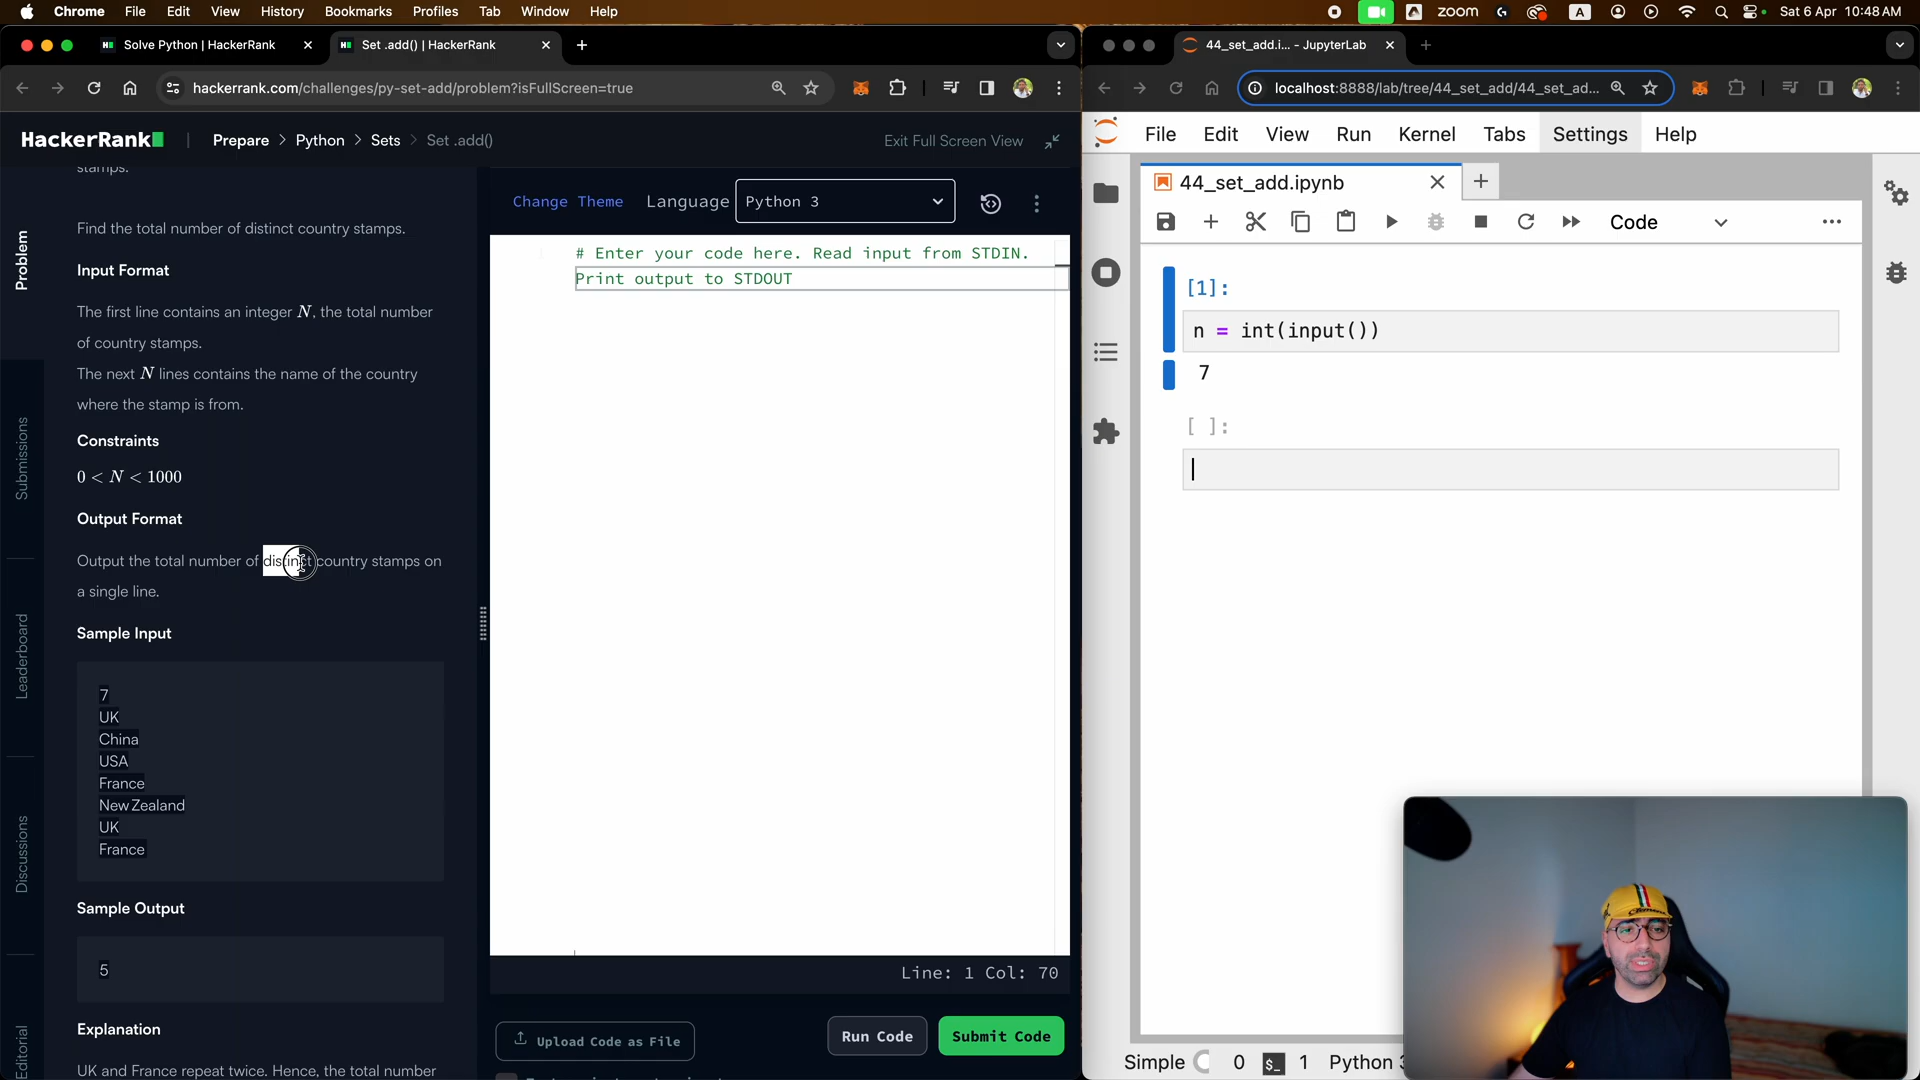 Chrome File Edit View History Bookmarks Profiles Tab Window Help
zoom A Sat 6 Apr 10:48 AM
Solve Python | HackerRank
Set .add() | HackerRank
hackerrank.com/challenges/py-set-add/problem?isFullScreen=true
HackerRank
Prepare > Python > Sets > Set .add()
Exit Full Screen View
Problem
Submissions
Leaderboard
Discussions
Editorial
stamps.
Find the total number of distinct country stamps.
Input Format
The first line contains an integer N, the total number
of country stamps.
The next N lines contains the name of the country
where the stamp is from.
Constraints
0 < N < 1000
Output Format
Output the total number of distinct country stamps on
a single line.
Sample Input
7
UK
China
USA
France
New Zealand
UK
France
Sample Output
5
Explanation
UK and France repeat twice. Hence, the total number
Change Theme Language Python 3
1
# Enter your code here. Read input from STDIN.
Print output to STDOUT
Line: 1 Col: 70
Upload Code as File
Run Code
Submit Code
44_set_add.i... - JupyterLab
localhost:8888/lab/tree/44_set_add/44_set_ad...
File Edit View Run Kernel Tabs Settings Help
44_set_add.ipynb
Code
[1]:
n = int(input())
7
[ ]:
Simple 0 $_ 1 Python 3